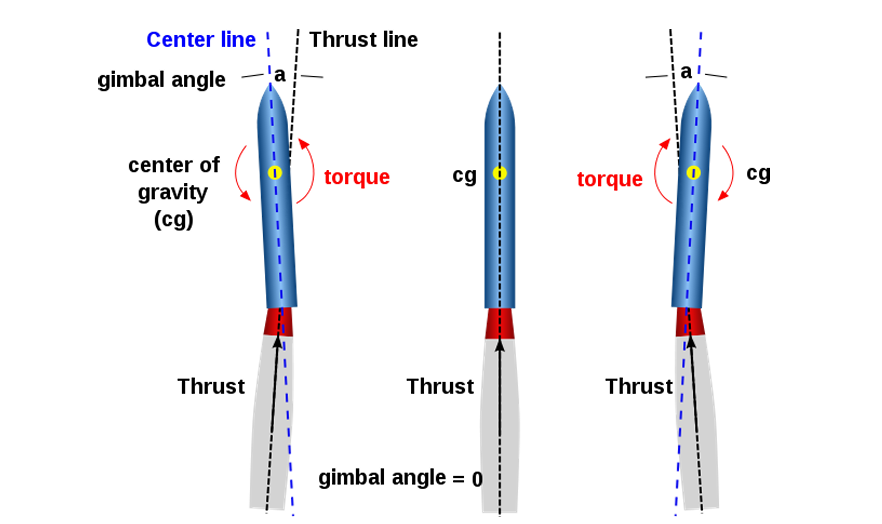 Center line
Thrust line
gimbal angle
a
center of
gravity
(cg)
torque
Thrust
cg
Thrust
gimbal angle = 0
a
torque
cg
Thrust